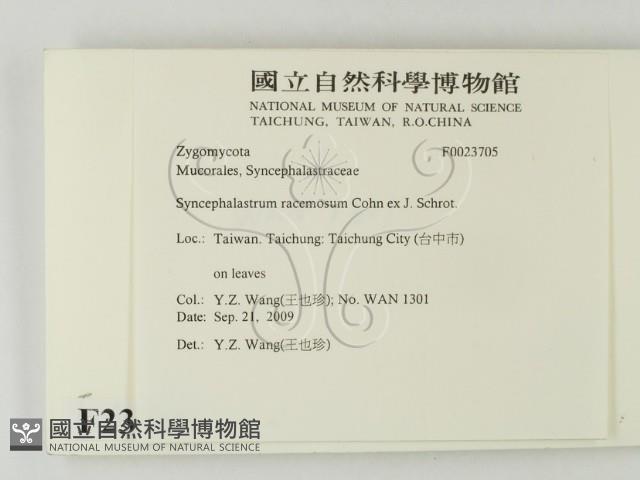 國立自然科學博物館
NATIONAL MUSEUM OF NATURAL SCIENCE
TAICHUNG, TAIWAN, R.O.CHINA
Zygomycota F0023705
Mucorales, Syncephalastraceae
Syncephalastrum racemosum Cohn ex J. Schrot.
Loc.: Taiwan. Taichung: Taichung City (台中市)
on leaves
Col.: Y.Z. Wang(王也珍); No. WAN 1301
Date: Sep. 21, 2009
Det.: Y.Z. Wang(王也珍)
F23
國立自然科學博物館
NATIONAL MUSEUM OF NATURAL SCIENCE